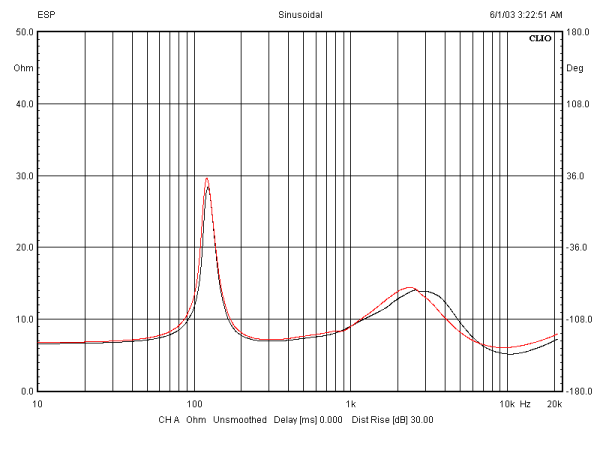 ESP Sinusoidal 6/1/03 3:22:51 AM
50.0 CLIO 180.0
Ohm Deg
40.0 108.0
30.0 36.0
20.0 -36.0
10.0 -108.0
0.0 -180.0
10 100 1k 10k Hz 20k
CH A Ohm Unsmoothed Delay [ms] 0.000 Dist Rise [dB] 30.00